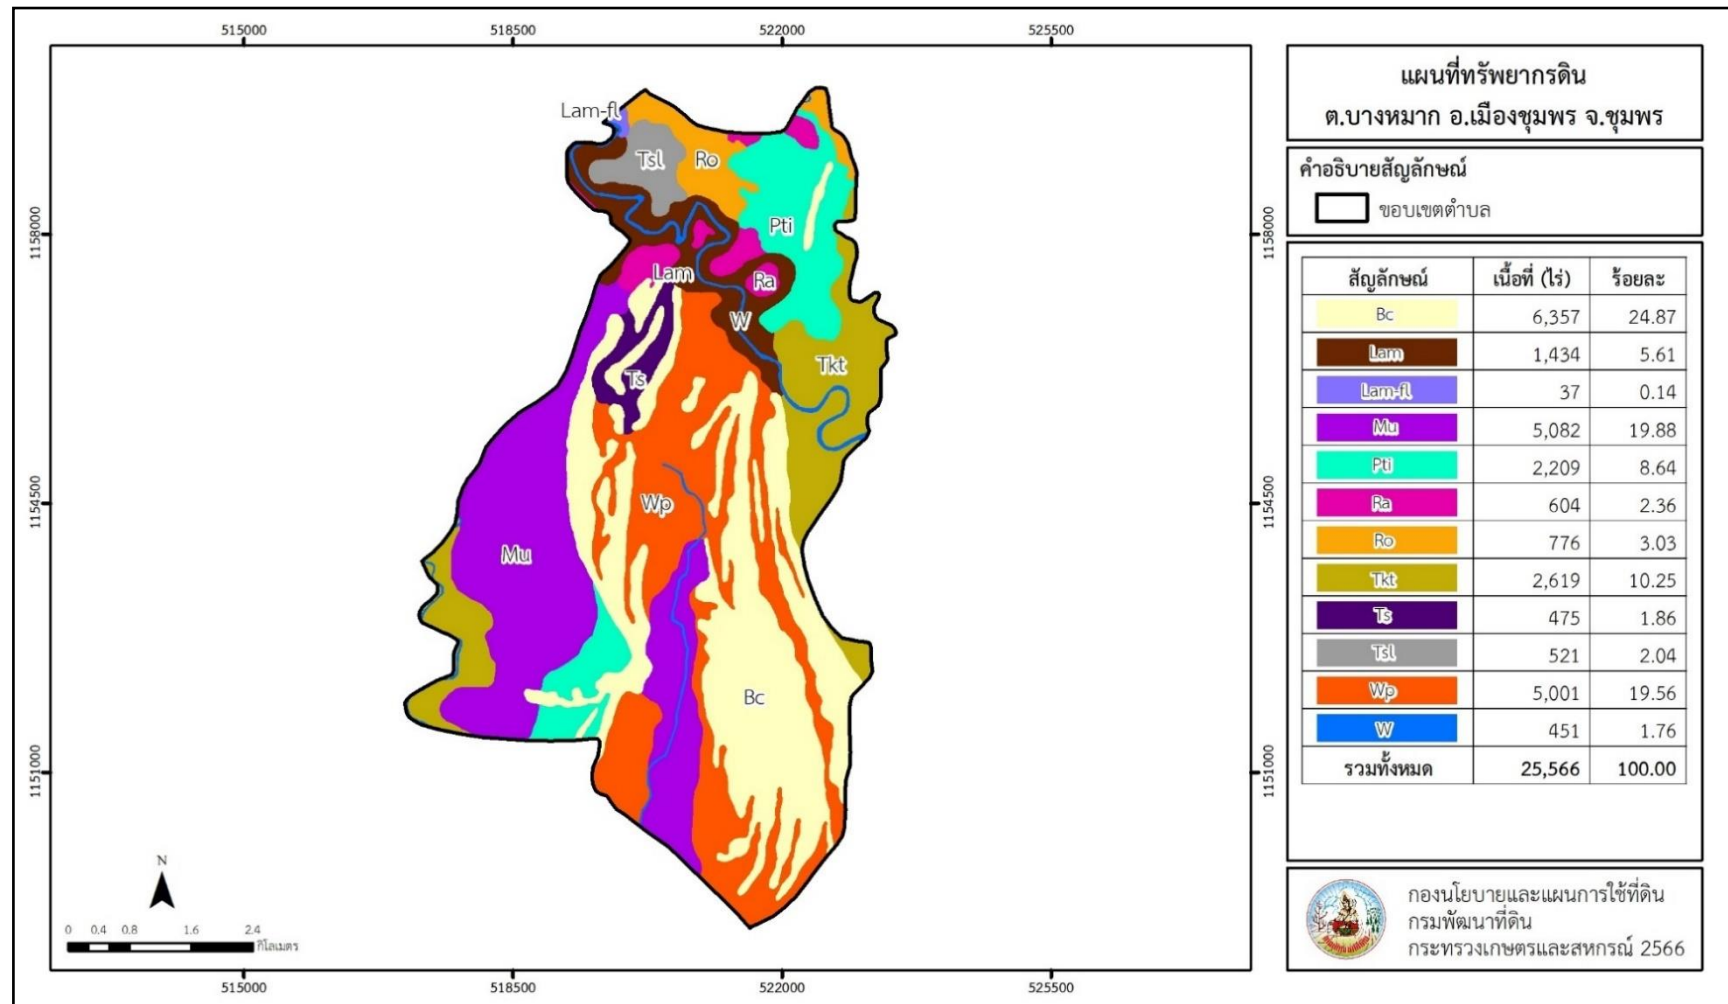 515000 518500 522000 525500
แผนที่ทรัพยากรดิน
ต.บางหมาก อ.เมืองชุมพร จ.ชุมพร
คำอธิบายสัญลักษณ์
ขอบเขตตำบล
สัญลักษณ์ เนื้อที่ (ไร่) ร้อยละ
Bc 6,357 24.87
Lam 1,434 5.61
Lam-fl 37 0.14
Mu 5,082 19.88
Pti 2,209 8.64
Ra 604 2.36
Ro 776 3.03
Tkt 2,619 10.25
Ts 475 1.86
Tsl 521 2.04
Wp 5,001 19.56
W 451 1.76
รวมทั้งหมด 25,566 100.00
กองนโยบายและแผนการใช้ที่ดิน
กรมพัฒนาที่ดิน
กระทรวงเกษตรและสหกรณ์ 2566
Lam-fl
Tsl
Ro
Pti
Lam
Ra
W
Tkt
Ts
Wp
Mu
Bc
1158000
1154500
1151000
1158000
1154500
1151000
N
0 0.4 0.8 1.6 2.4
กิโลเมตร
515000 518500 522000 525500